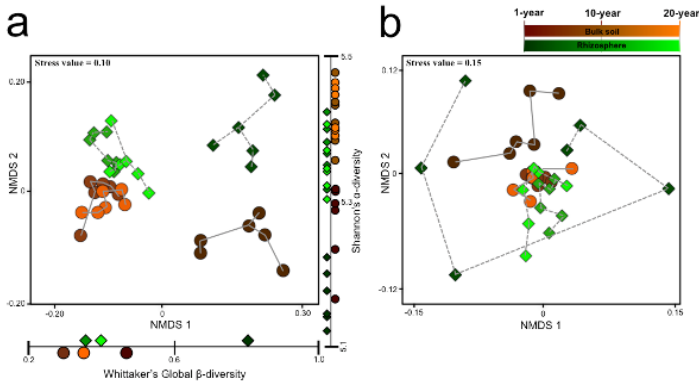 a
b
1-year 10-year 20-year
Bulk soil
Rhizosphere
Stress value = 0.10
0.20
0
-0.20
NMDS 2
-0.20 0 0.30
NMDS 1
5.5
5.3
5.1
Shannon's α-diversity
0.2 0.6 1.0
Whittaker's Global β-diversity
Stress value = 0.15
0.12
0
-0.12
NMDS 2
-0.15 0 0.15
NMDS 1